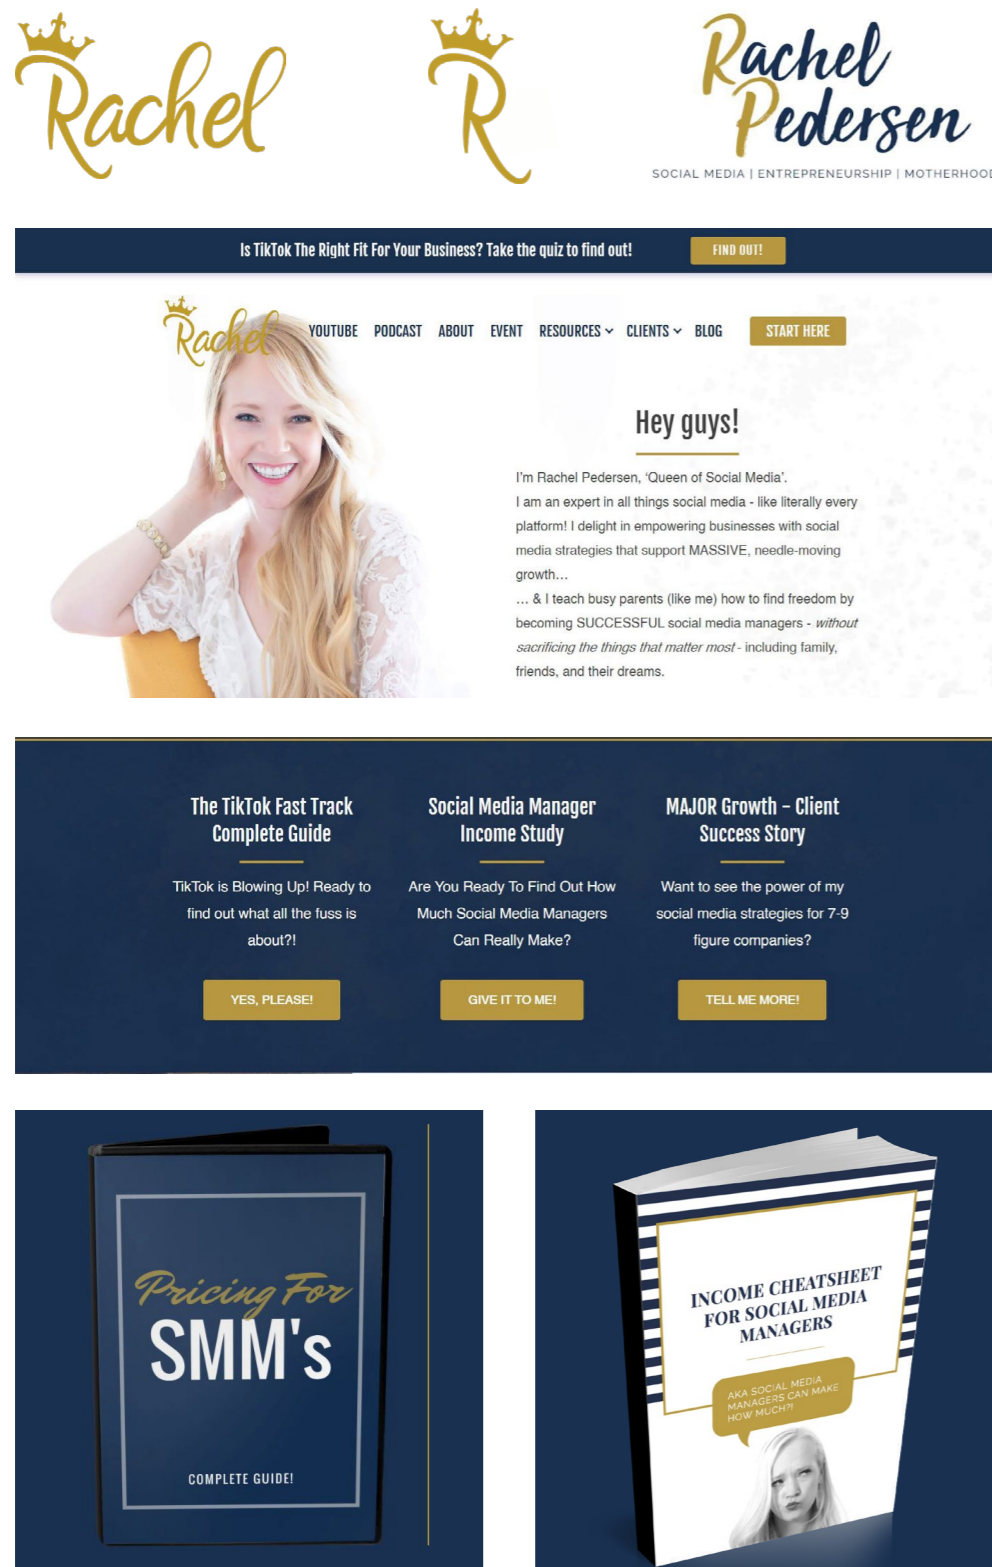 Rachel
R
Rachel
Pedersen
SOCIAL MEDIA | ENTREPRENEURSHIP | MOTHERHOOD
Is TikTok The Right Fit For Your Business? Take the quiz to find out!
FIND OUT!
Rachel
YOUTUBE PODCAST ABOUT EVENT RESOURCES CLIENTS BLOG
START HERE
Hey guys!
I'm Rachel Pedersen, ‘Queen of Social Media’.
I am an expert in all things social media - like literally every
platform! I delight in empowering businesses with social
media strategies that support MASSIVE, needle-moving
growth...
... & I teach busy parents (like me) how to find freedom by
becoming SUCCESSFUL social media managers - without
sacrificing the things that matter most - including family,
friends, and their dreams.
The TikTok Fast Track
Complete Guide
TikTok is Blowing Up! Ready to
find out what all the fuss is
about?!
YES, PLEASE!
Social Media Manager
Income Study
Are You Ready To Find Out How
Much Social Media Managers
Can Really Make?
GIVE IT TO ME!
MAJOR Growth - Client
Success Story
Want to see the power of my
social media strategies for 7-9
figure companies?
TELL ME MORE!
Pricing For
SMM's
COMPLETE GUIDE!
INCOME CHEATSHEET
FOR SOCIAL MEDIA
MANAGERS
AKA SOCIAL MEDIA
MANAGERS CAN MAKE
HOW MUCH?!